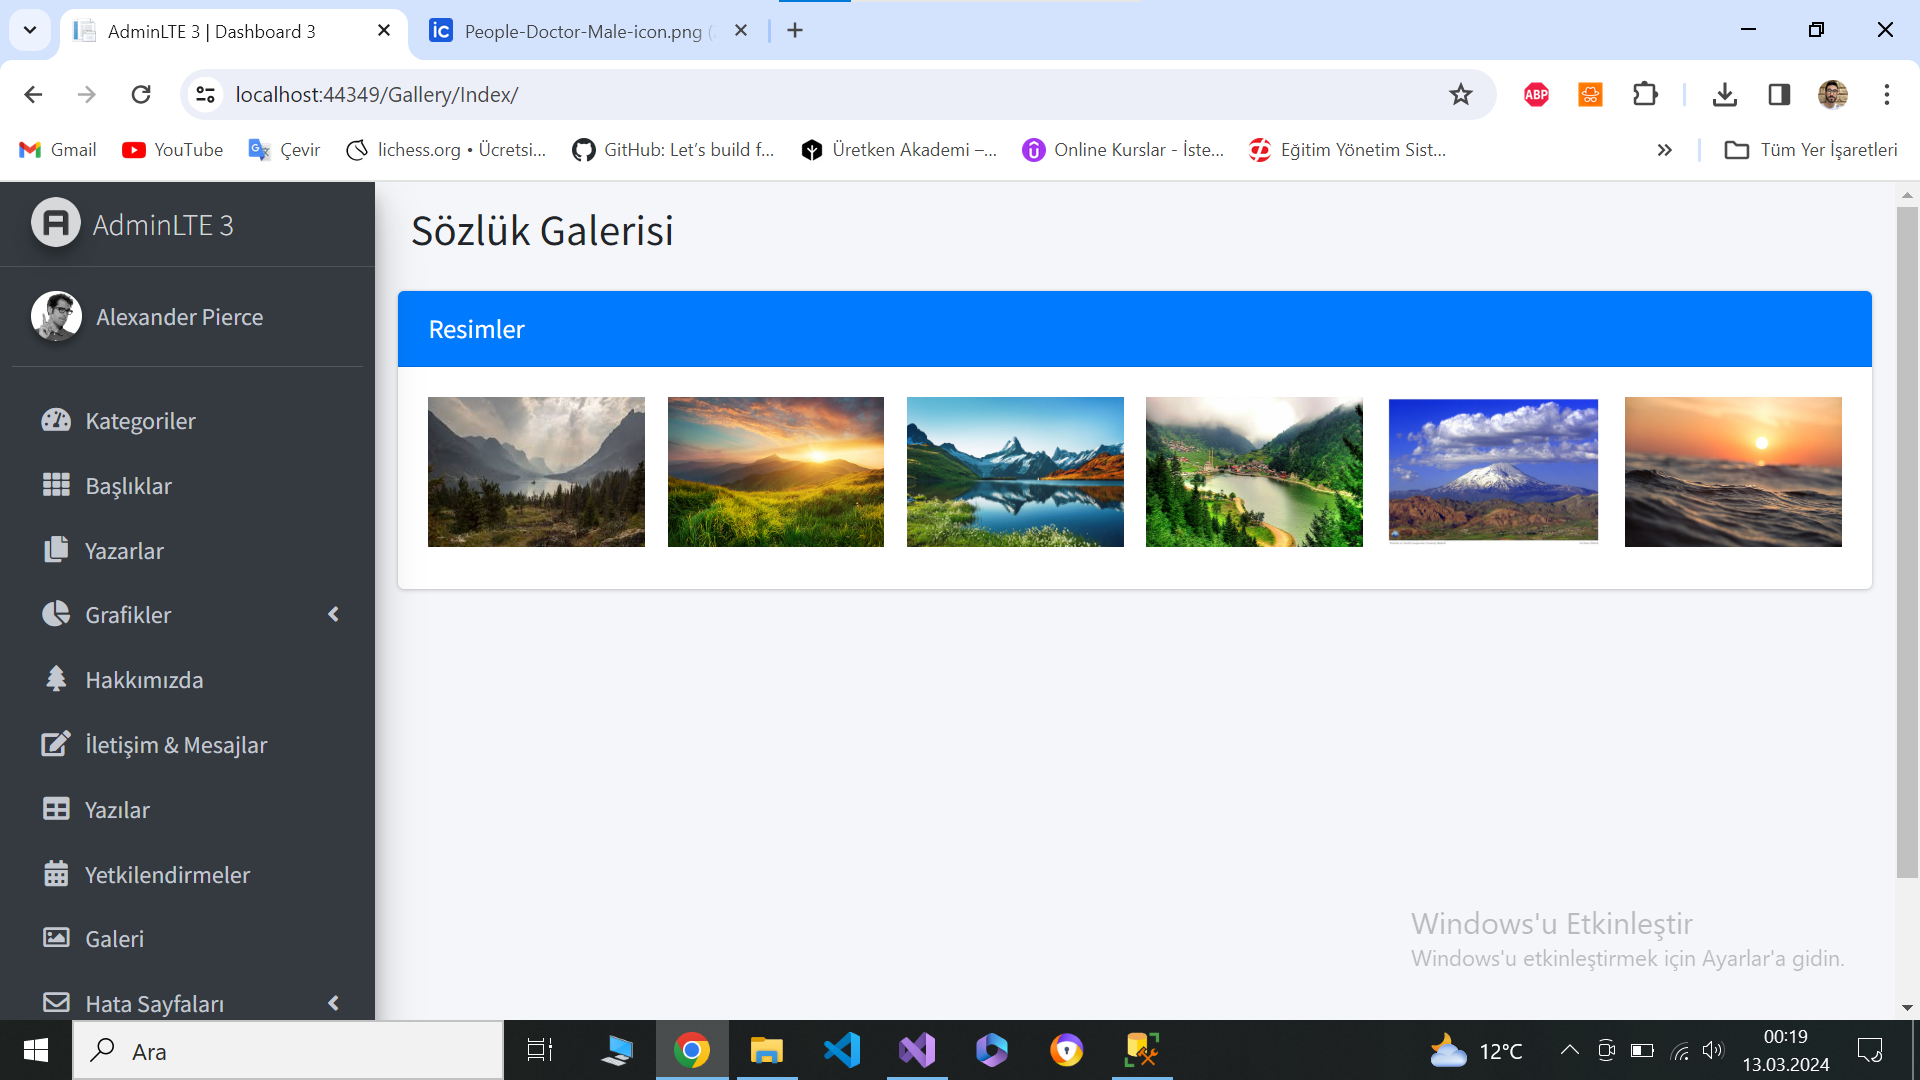 AdminLTE 3 | Dashboard 3
People-Doctor-Male-icon.png
localhost:44349/Gallery/Index/
ABP
Gmail
YouTube
Çevir
lichess.org • Ücretsi...
GitHub: Let's build f...
Üretken Akademi –...
Online Kurslar - İste...
Eğitim Yönetim Sist...
Tüm Yer İşaretleri
AdminLTE 3
Alexander Pierce
Kategoriler
Başlıklar
Yazarlar
Grafikler
Hakkımızda
İletişim & Mesajlar
Yazılar
Yetkilendirmeler
Galeri
Hata Sayfaları
Sözlük Galerisi
Resimler
Windows'u Etkinleştir
Windows'u etkinleştirmek için Ayarlar'a gidin.
Ara
12°C
00:19
13.03.2024